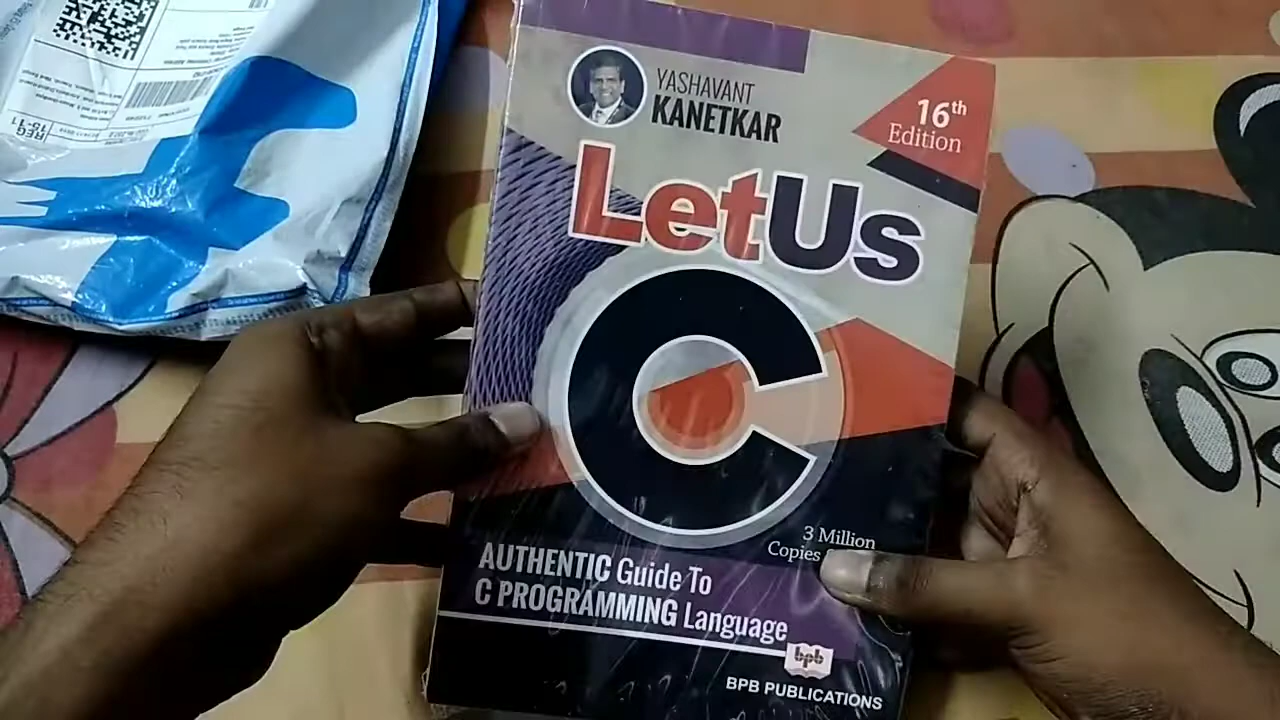 YASHAVANT
KANETKAR
16th
Edition
LetUs
C
3 Million
Copies
AUTHENTIC Guide To
C PROGRAMMING Language
bpb
BPB PUBLICATIONS